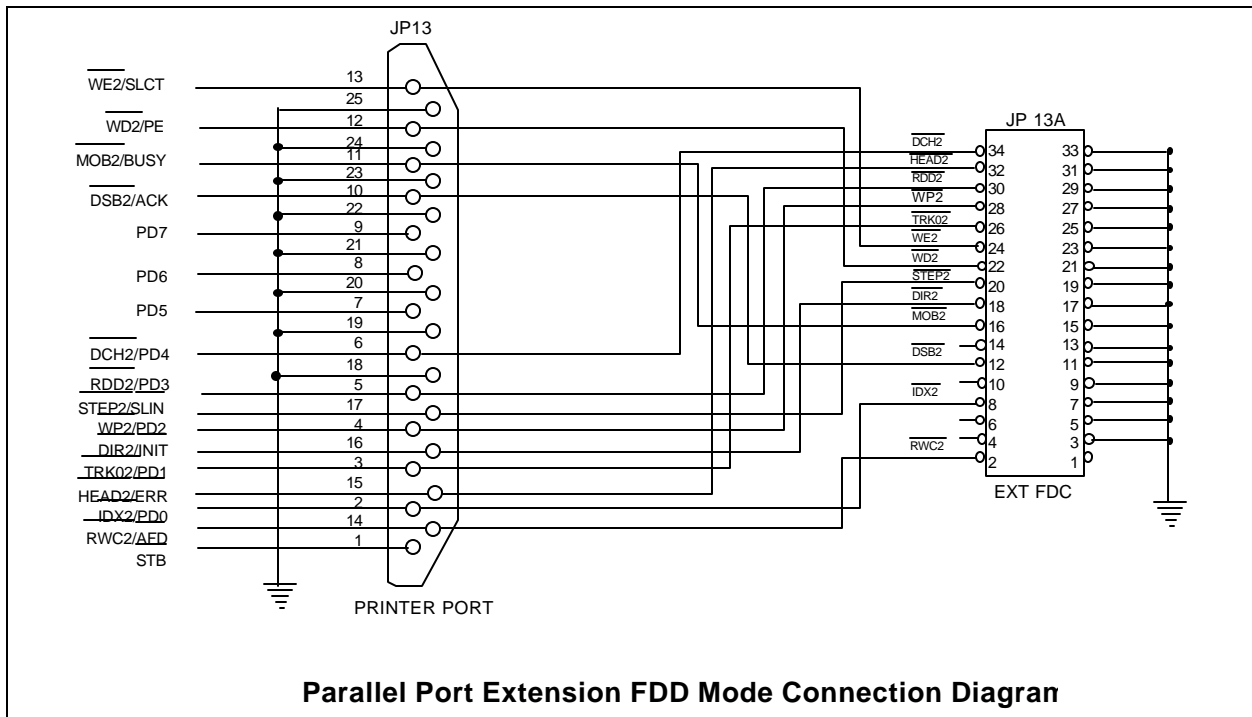 JP13
WE2/SLCT 13
25
WD2/PE 12
24
MOB2/BUSY 11
23
DSB2/ACK 10
22
PD7 9
21
PD6 8
20
PD5 7
19
DCH2/PD4 6
18
RDD2/PD3 5
STEP2/SLIN 17
WP2/PD2 4
DIR2/INIT 16
TRK02/PD1 3
HEAD2/ERR 15
IDX2/PD0 2
RWC2/AFD 14
STB 1
PRINTER PORT
JP 13A
DCH2 34 33
HEAD2 32 31
RDD2 30 29
WP2 28 27
TRK02 26 25
WE2 24 23
WD2 22 21
STEP2 20 19
DIR2 18 17
MOB2 16 15
14 13
DSB2 12 11
10 9
IDX2 8 7
6 5
4 3
RWC2 2 1
EXT FDC
Parallel Port Extension FDD Mode Connection Diagram